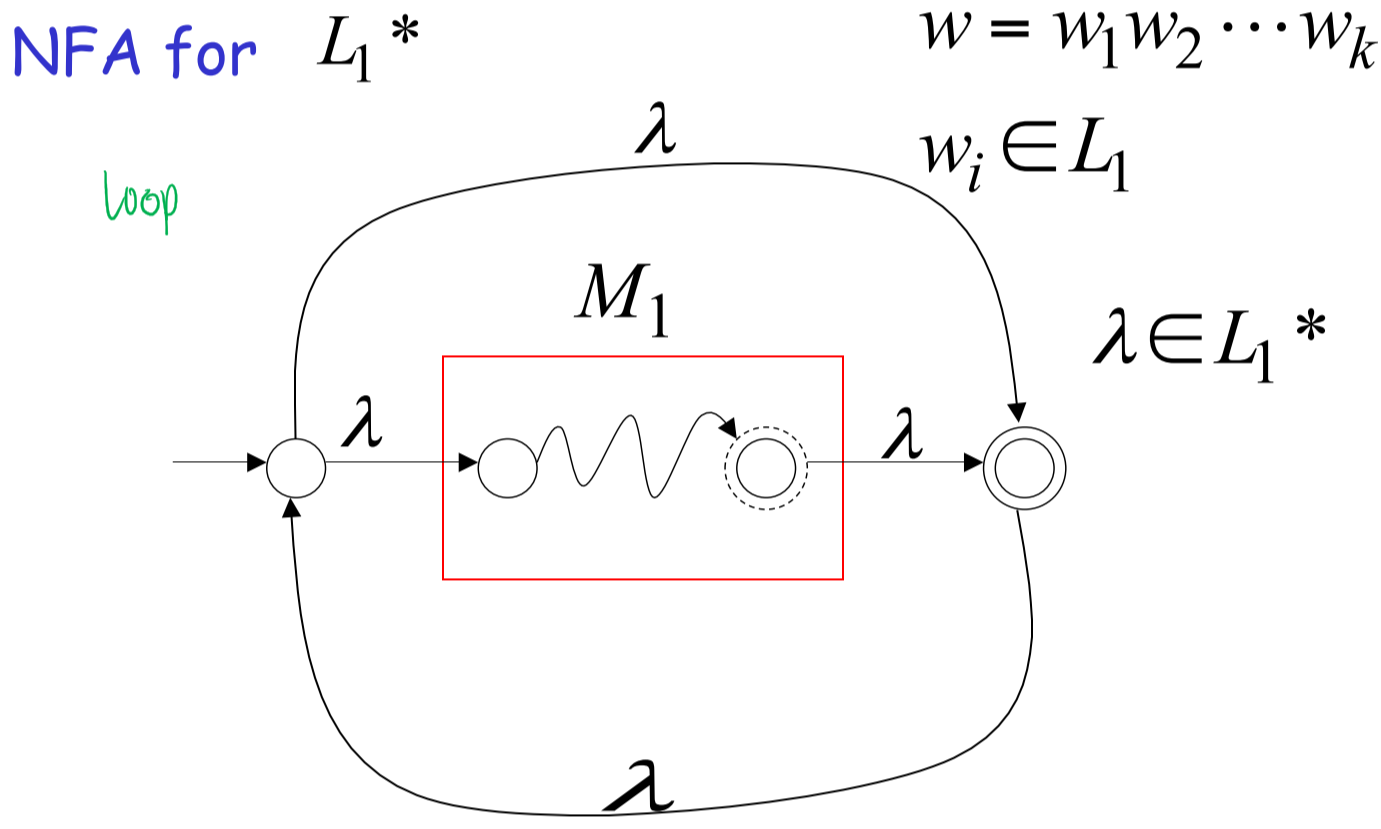 NFA for L₁*
w = w₁w₂⋯wₖ
λ
wᵢ ∈ L₁
loop
M₁
λ ∈ L₁*
λ
λ
λ